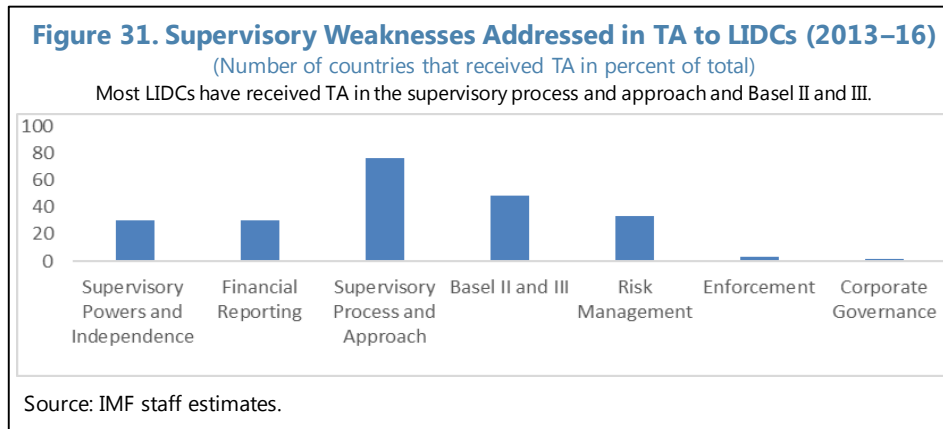 Figure 31. Supervisory Weaknesses Addressed in TA to LIDCs (2013–16)
(Number of countries that received TA in percent of total)
Most LIDCs have received TA in the supervisory process and approach and Basel II and III.
100
80
60
40
20
0
Supervisory Powers and Independence
Financial Reporting
Supervisory Process and Approach
Basel II and III
Risk Management
Enforcement
Corporate Governance
Source: IMF staff estimates.